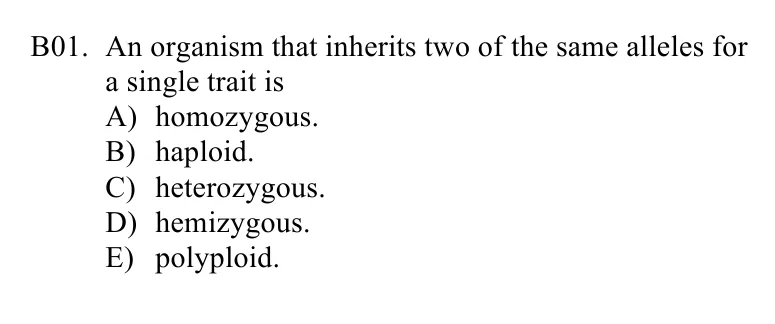 B01. An organism that inherits two of the same alleles for
a single trait is
A) homozygous.
B) haploid.
C) heterozygous.
D) hemizygous.
E) polyploid.